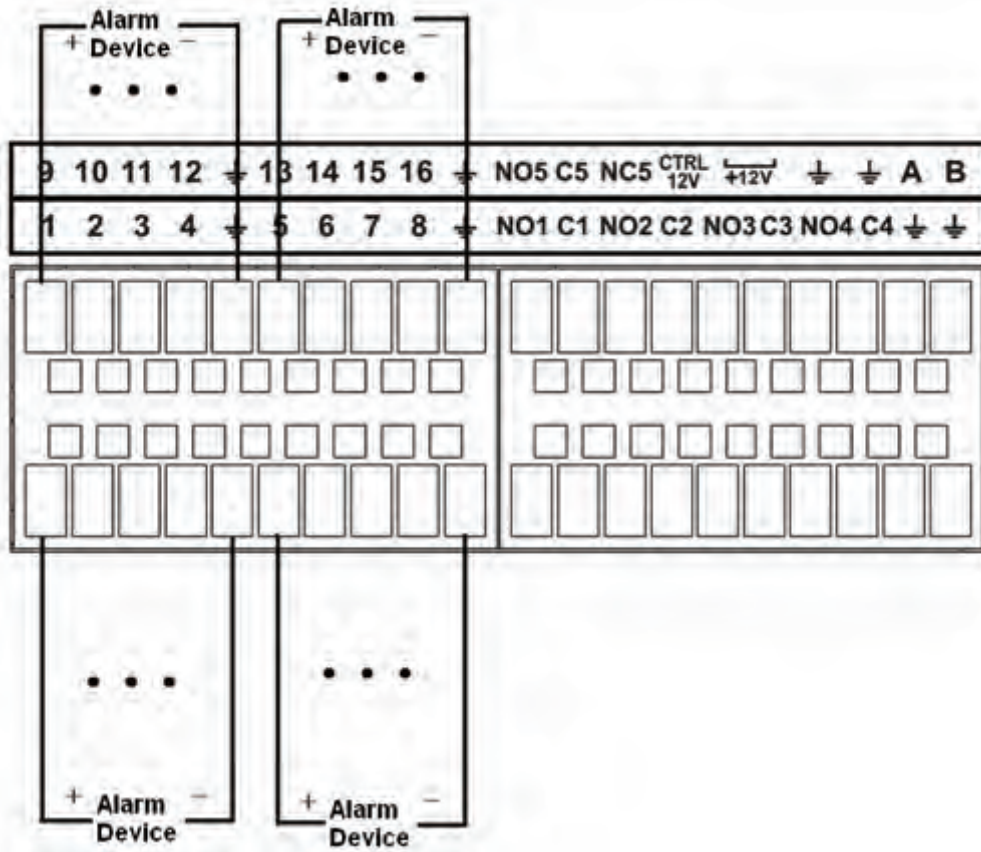 Alarm Device
+ −
Alarm Device
+ −
9 10 11 12 ⏚ 13 14 15 16 ⏚ NO5 C5 NC5 CTRL 12V +12V ⏚ ⏚ A B
1 2 3 4 ⏚ 5 6 7 8 ⏚ NO1 C1 NO2 C2 NO3 C3 NO4 C4 ⏚ ⏚
+ −
Alarm
Device
+ −
Alarm
Device